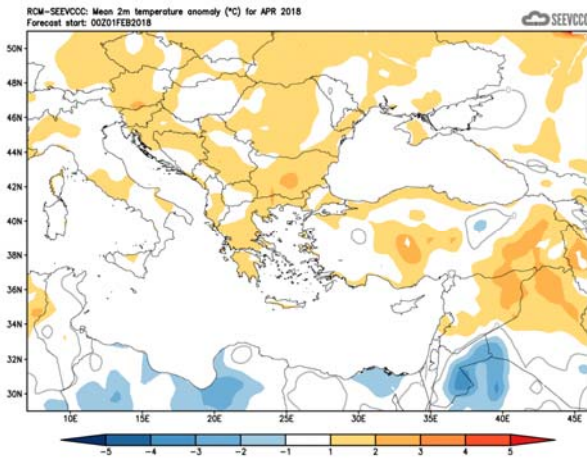 RCM-SEEVCCC: Mean 2m temperature anomaly (°C) for APR 2018
Forecast start: 00Z01FEB2018
SEEVCCC
50N
48N
46N
44N
42N
40N
38N
36N
34N
32N
30N
10E 15E 20E 25E 30E 35E 40E 45E
-5 -4 -3 -2 -1 1 2 3 4 5